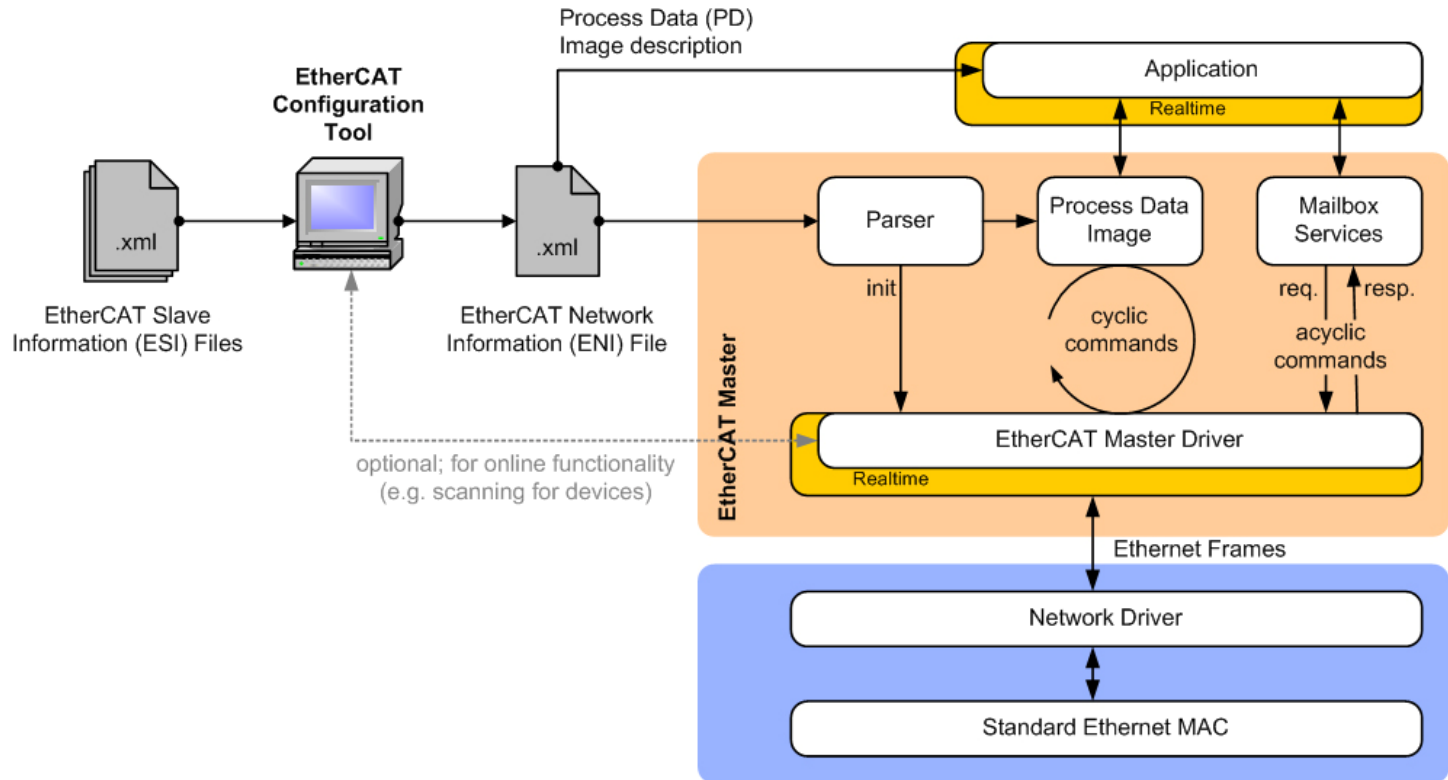 Process Data (PD)
Image description
EtherCAT
Configuration
Tool
Application
Realtime
.xml
.xml
Parser
Process Data
Image
Mailbox
Services
EtherCAT Slave
Information (ESI) Files
EtherCAT Network
Information (ENI) File
init
cyclic
commands
req.
resp.
acyclic
commands
EtherCAT Master
EtherCAT Master Driver
Realtime
optional; for online functionality
(e.g. scanning for devices)
Ethernet Frames
Network Driver
Standard Ethernet MAC